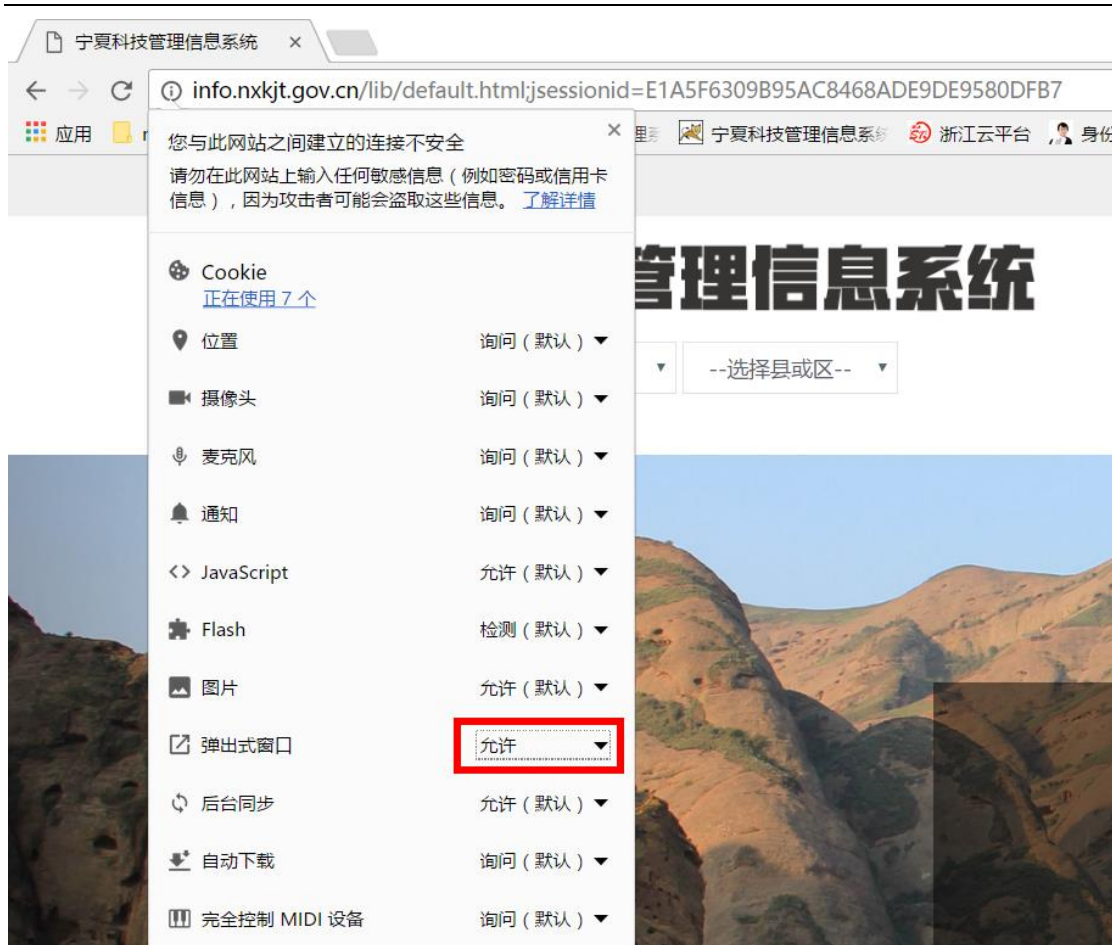 宁夏科技管理信息系统 ×
info.nxkjt.gov.cn/lib/default.html;jsessionid=E1A5F6309B95AC8468ADE9DE9580DFB7
应用 宁夏科技管理信息系 浙江云平台 身份
您与此网站之间建立的连接不安全 ×
请勿在此网站上输入任何敏感信息(例如密码或信用卡
信息),因为攻击者可能会盗取这些信息。 了解详情
管理信息系统
Cookie
正在使用 7 个
位置 询问(默认)
--选择县或区--
摄像头 询问(默认)
麦克风 询问(默认)
通知 询问(默认)
JavaScript 允许(默认)
Flash 检测(默认)
图片 允许(默认)
弹出式窗口 允许
后台同步 允许(默认)
自动下载 询问(默认)
完全控制 MIDI 设备 询问(默认)